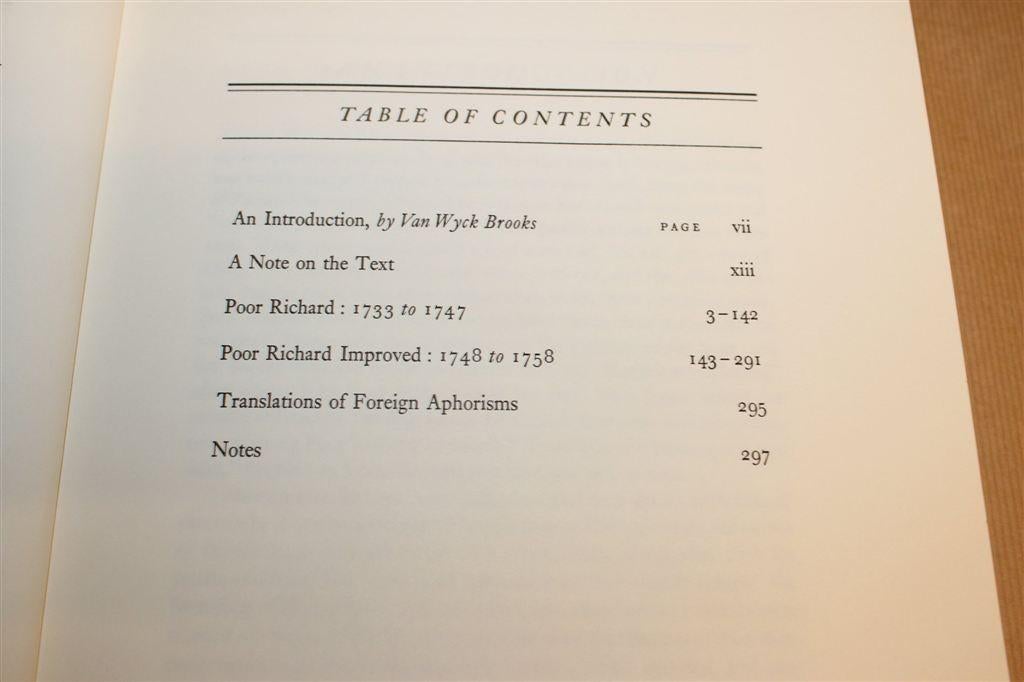 TABLE OF CONTENTS
An Introduction, by Van Wyck Brooks PAGE vii
A Note on the Text xiii
Poor Richard : 1733 to 1747 3–142
Poor Richard Improved : 1748 to 1758 143–291
Translations of Foreign Aphorisms 295
Notes 297